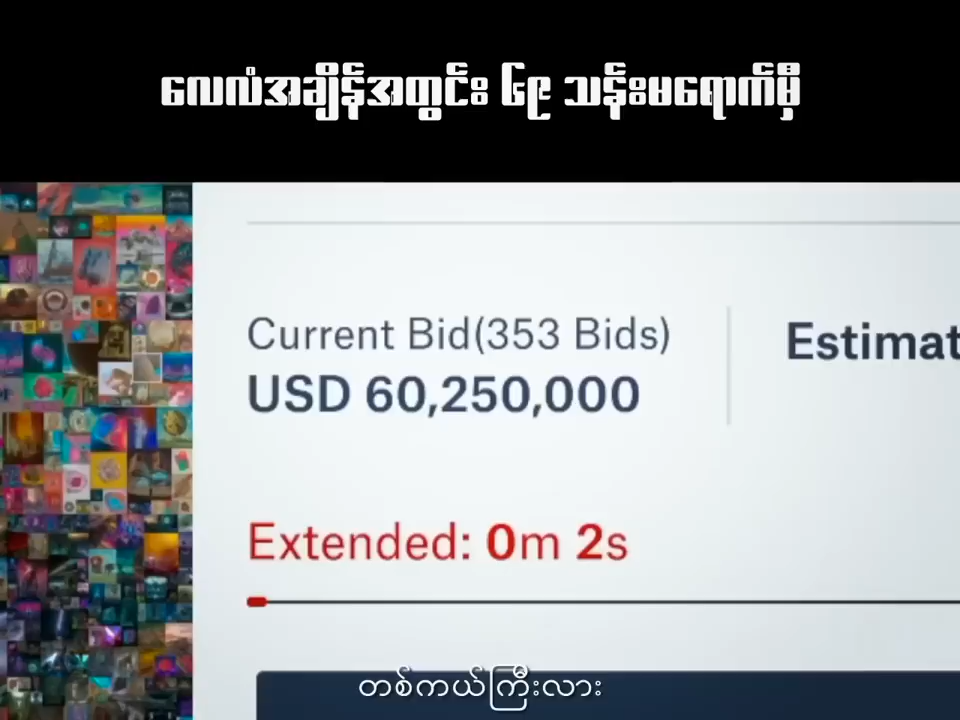 လေလံအချိန်အတွင်း ၆၉ သန်းမရောက်မှီ
Current Bid(353 Bids)
USD 60,250,000
Estimat
Extended: 0m 2s
တစ်ကယ်ကြီးလား